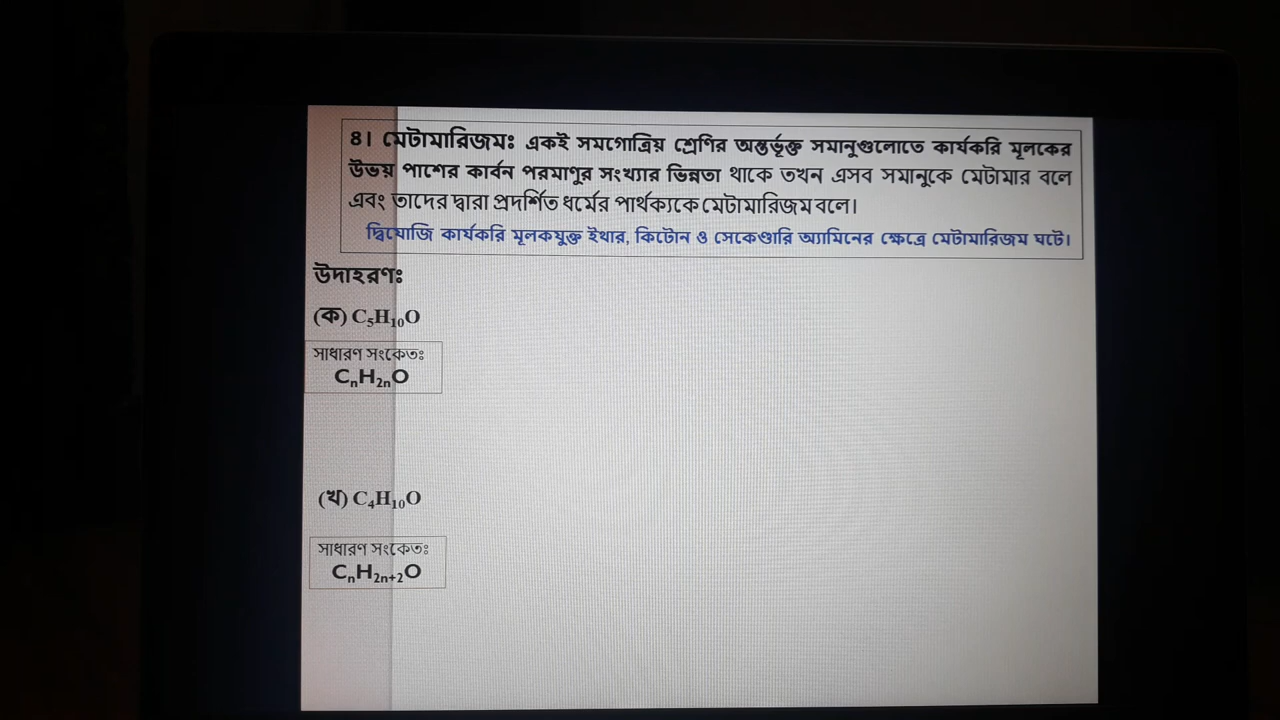 ৪। মেটামারিজমঃ একই সমগোত্রিয় শ্রেণির অন্তর্ভূক্ত সমানুগুলোতে কার্যকরি মূলকের
উভয় পাশের কার্বন পরমাণুর সংখ্যার ভিন্নতা থাকে তখন এসব সমানুকে মেটামার বলে
এবং তাদের দ্বারা প্রদর্শিত ধর্মের পার্থক্যকে মেটামারিজম বলে।
দ্বিযোজি কার্যকরি মূলকযুক্ত ইথার, কিটোন ও সেকেণ্ডারি অ্যামিনের ক্ষেত্রে মেটামারিজম ঘটে।
উদাহরণঃ
(ক) C₅H₁₀O
সাধারণ সংকেতঃ
CₙH₂ₙO
(খ) C₄H₁₀O
সাধারণ সংকেতঃ
CₙH₂ₙ₊₂O